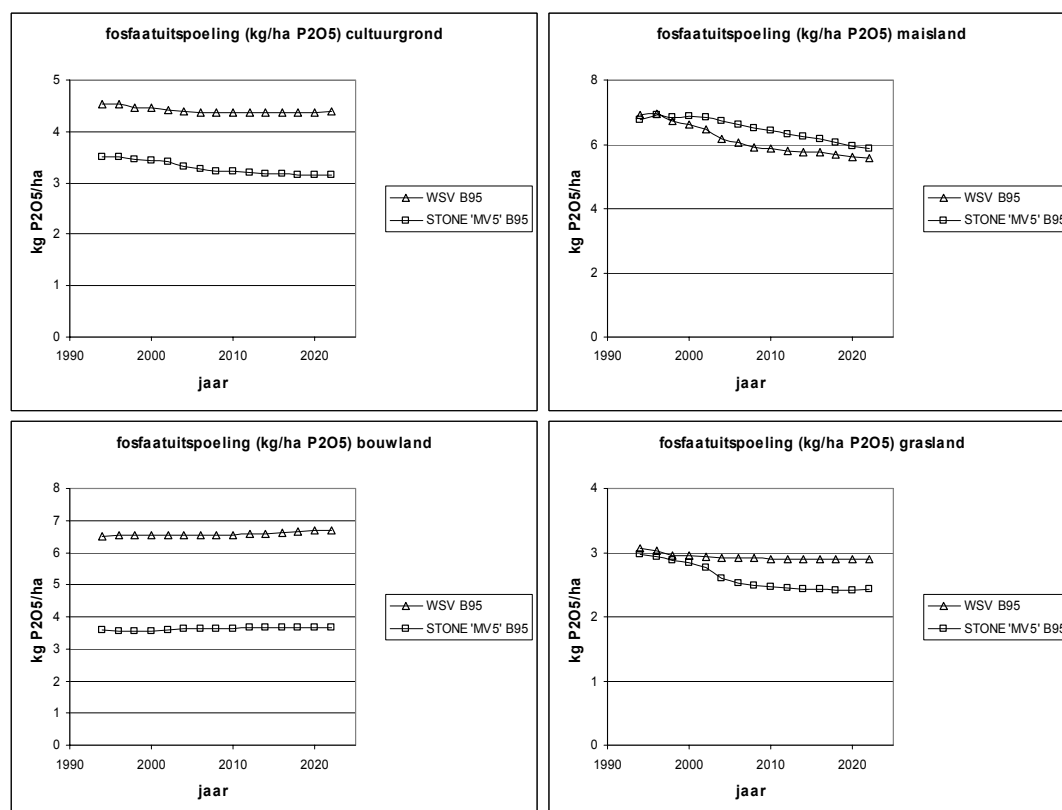 fosfaatuitspoeling (kg/ha P2O5) cultuurgrond
5
4
3
2
1
0
kg P2O5/ha
1990
2000
2010
2020
jaar
WSV B95
STONE 'MV5' B95
fosfaatuitspoeling (kg/ha P2O5) maisland
8
6
4
2
0
kg P2O5/ha
1990
2000
2010
2020
jaar
WSV B95
STONE 'MV5' B95
fosfaatuitspoeling (kg/ha P2O5) bouwland
8
7
6
5
4
3
2
1
0
kg P2O5/ha
1990
2000
2010
2020
jaar
WSV B95
STONE 'MV5' B95
fosfaatuitspoeling (kg/ha P2O5) grasland
4
3
2
1
0
kg P2O5/ha
1990
2000
2010
2020
jaar
WSV B95
STONE 'MV5' B95